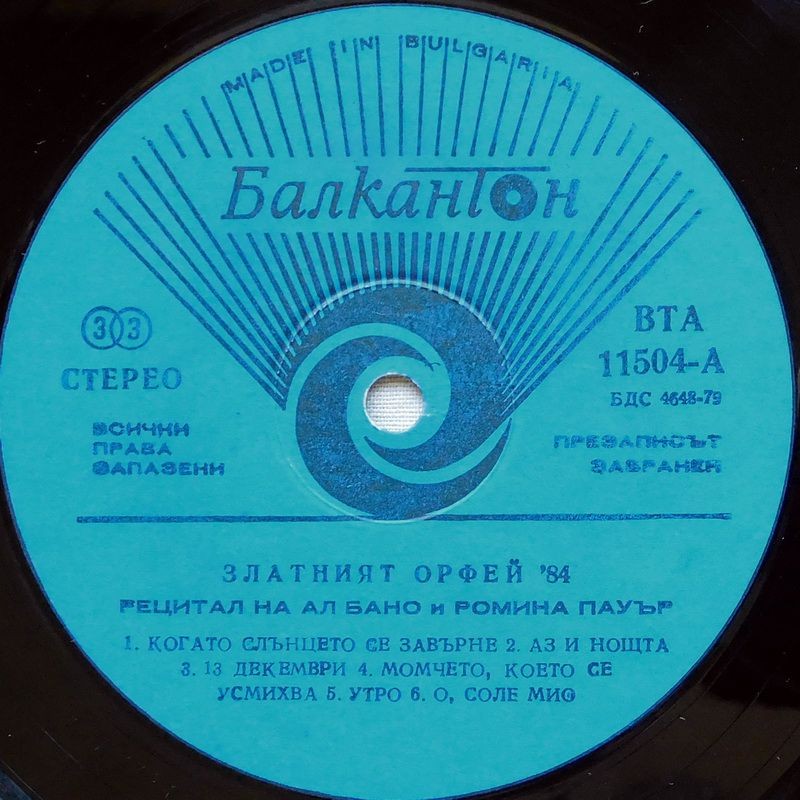 MADE IN BULGARIA
Балкантон
33
СТЕРЕО
ВСИЧКИ
ПРАВА
ЗАПАЗЕНИ
ВТА
11504-А
БДС 4648-79
ПРЕЗАПИСЪТ
ЗАБРАНЕН
ЗЛАТНИЯТ ОРФЕЙ '84
РЕЦИТАЛ НА АЛ БАНО и РОМИНА ПАУЪР
1. КОГАТО СЛЪНЦЕТО СЕ ЗАВЪРНЕ 2. АЗ И НОЩТА
3. 13 ДЕКЕМВРИ 4. МОМЧЕТО, КОЕТО СЕ
УСМИХВА 5. УТРО 6. О, СОЛЕ МИО